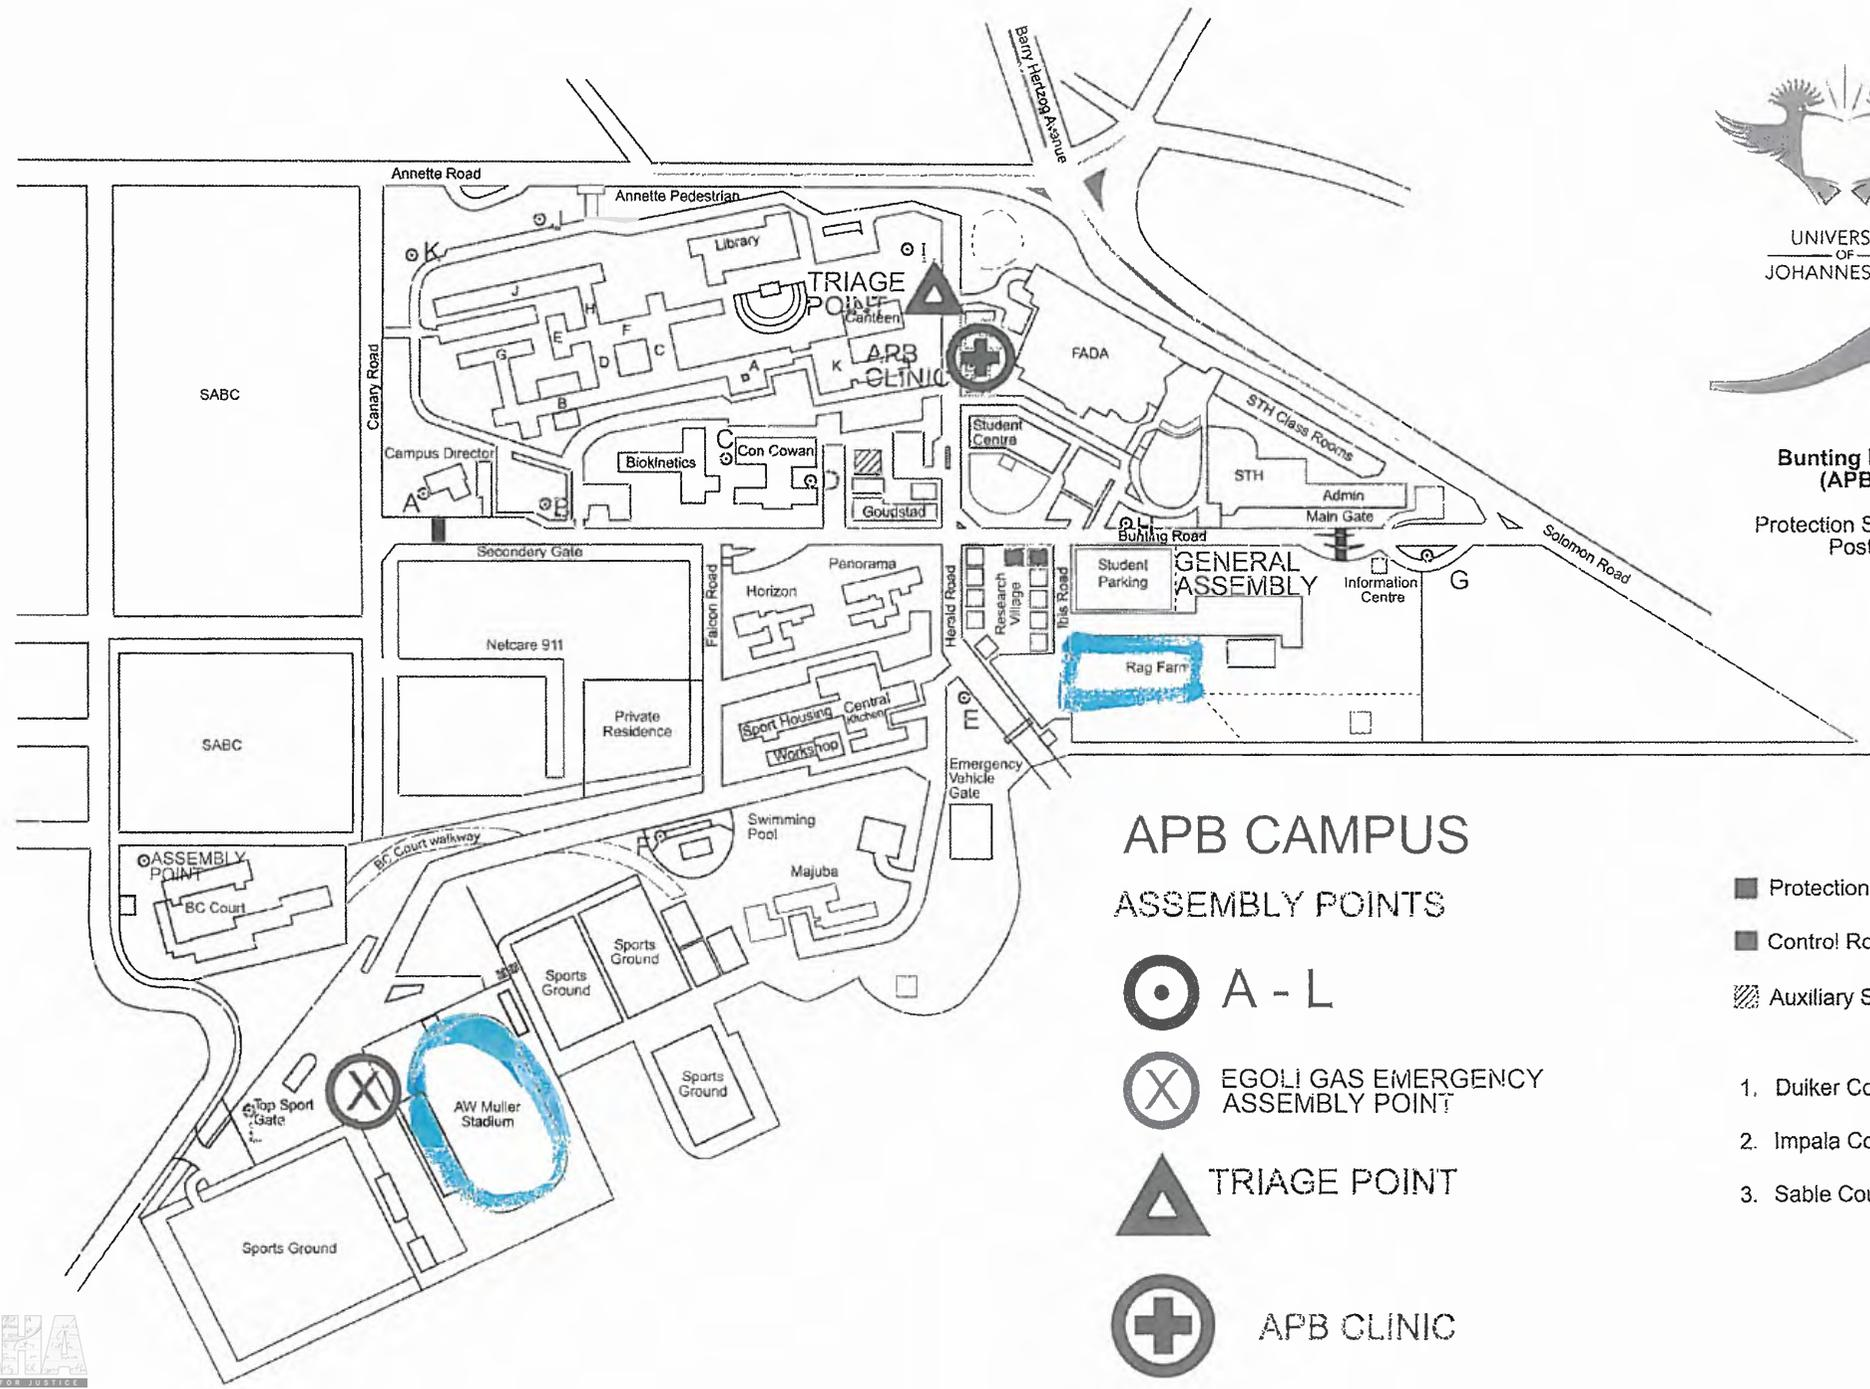 Barry Hertzog Avenue
Annette Road
Annette Pedestrian
J
K
Library
I
UNIVERS
OF
JOHANNES
TRIAGE
POINT
Canteen
J
H
E
F
G
D
C
A
K
B
APB
CLINIC
FADA
SABC
Canary Road
STH Class Rooms
Student
Centre
Campus Director
Biokinetics
C
Con Cowan
D
A
B
Goudstad
STH
Admin
Main Gate
H
Bunting Road
Solomon Road
Bunting
(APB
Protection S
Post
Secondery Gate
GENERAL
ASSEMBLY
Student
Parking
Information
Centre
G
Falcon Road
Horizon
Panorama
Herald Road
Research
Village
Ibis Road
Netcare 911
Rag Farm
Private
Residence
Sport Housing
Central
Kitchen
Workshop
E
SABC
Emergency
Vehicle
Gate
BC Court walkway
F
Swimming
Pool
Majuba
ASSEMBLY
POINT
BC Court
Sports
Ground
Sports
Ground
Sports
Ground
Top Sport
Gate
L
X
AW Muller
Stadium
Sports Ground
APB CAMPUS
ASSEMBLY POINTS
A - L
X
EGOLI GAS EMERGENCY
ASSEMBLY POINT
TRIAGE POINT
APB CLINIC
Protection
Control Ro
Auxiliary S
1. Duiker Co
2. Impala Co
3. Sable Cou
HA
FOR JUSTICE